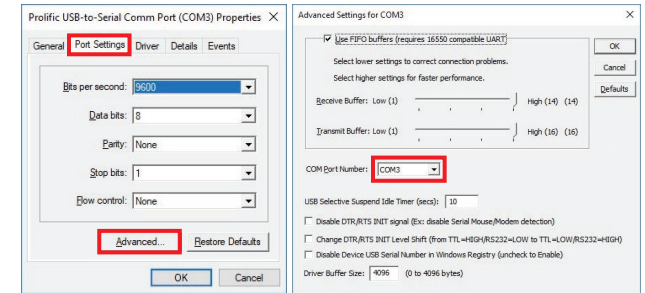 Prolific USB-to-Serial Comm Port (COM3) Properties
General Port Settings Driver Details Events
Bits per second: 9600
Data bits: 8
Parity: None
Stop bits: 1
Flow control: None
Advanced... Restore Defaults
OK Cancel
Advanced Settings for COM3
Use FIFO buffers (requires 16550 compatible UART)
OK
Select lower settings to correct connection problems.
Cancel
Select higher settings for faster performance.
Defaults
Receive Buffer: Low (1) High (14) (14)
Transmit Buffer: Low (1) High (16) (16)
COM Port Number: COM3
USB Selective Suspend Idle Timer (secs): 10
Disable DTR/RTS INIT signal (Ex: disable Serial Mouse/Modem detection)
Change DTR/RTS INIT Level Shift (from TTL=HIGH/RS232=LOW to TTL=LOW/RS232=HIGH)
Disable Device USB Serial Number in Windows Registry (uncheck to Enable)
Driver Buffer Size: 4096 (0 to 4096 bytes)